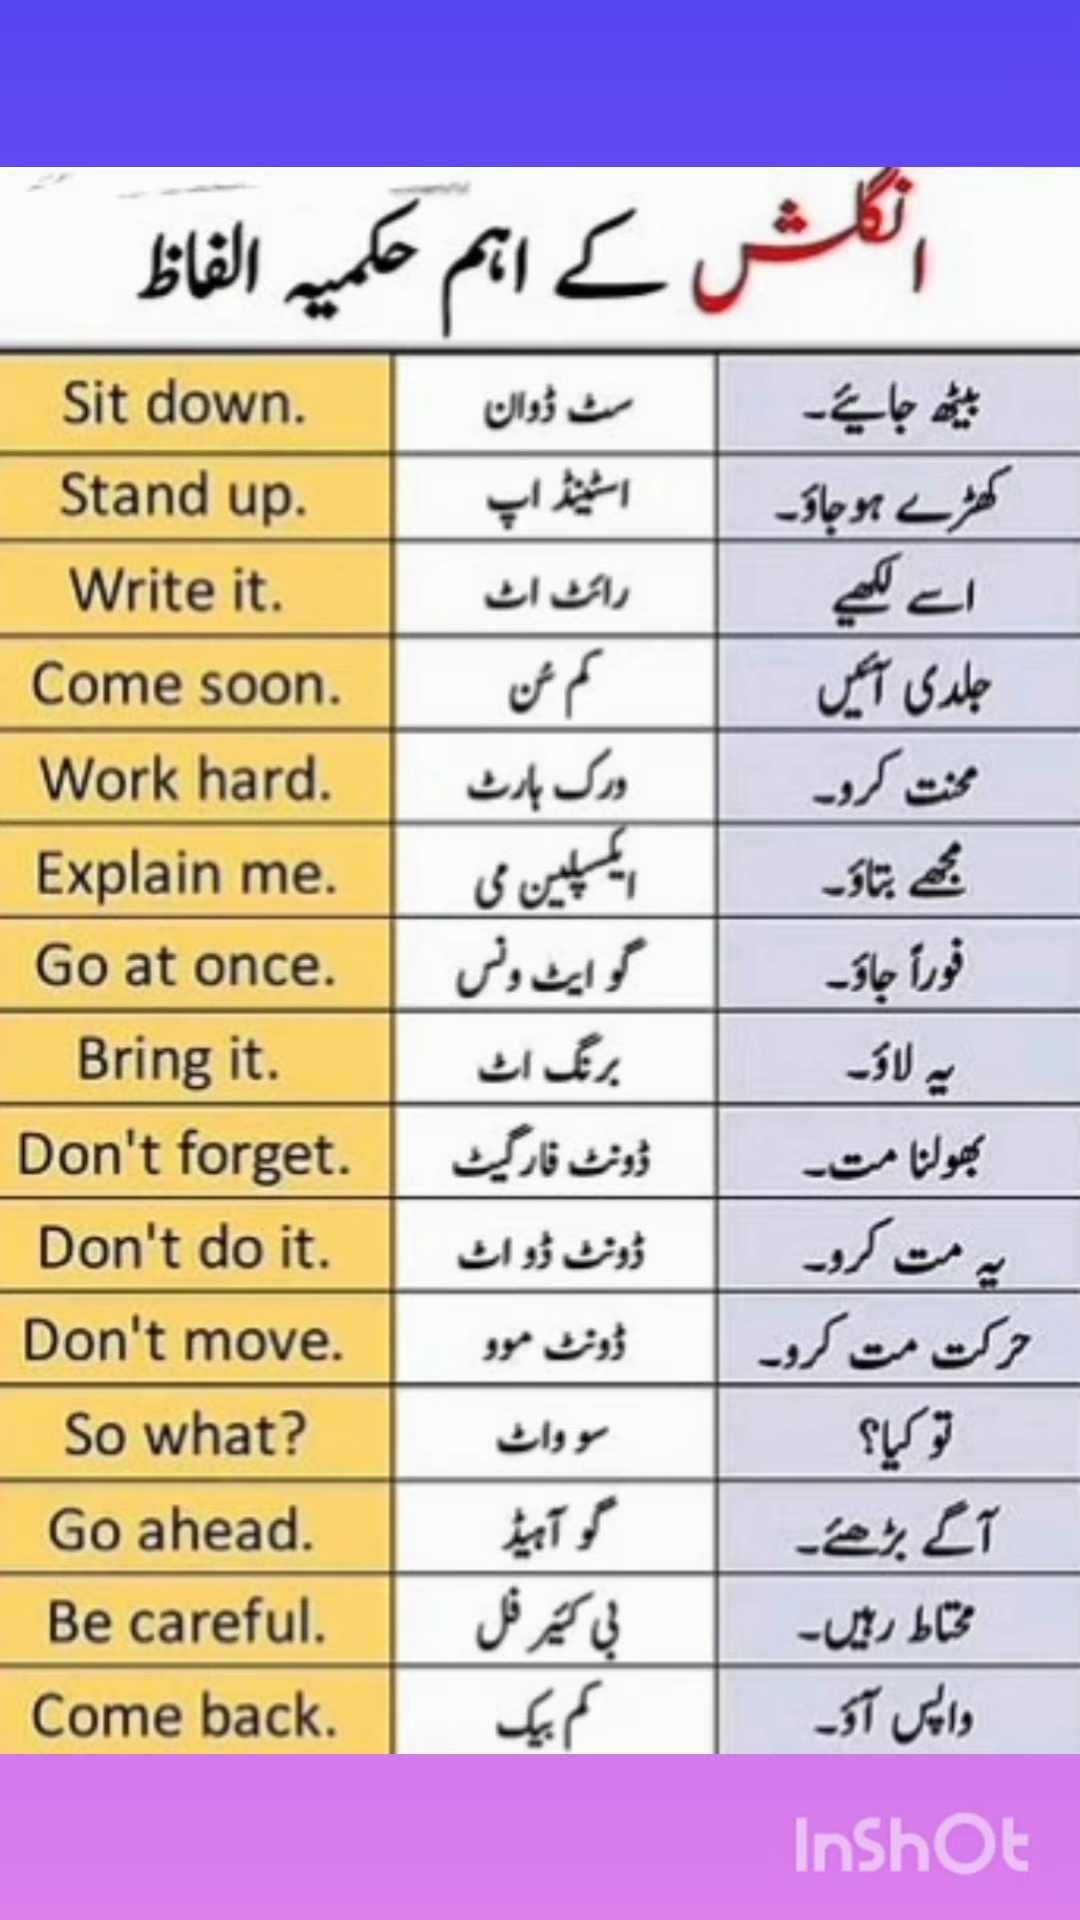 انگلش کے اہم حکمیہ الفاظ
Sit down. سٹ ڈوان بیٹھ جایئے۔
Stand up. اسٹینڈ اپ کھڑے ہوجاؤ۔
Write it. رائٹ اٹ اسے لکھیے
Come soon. کم سُن جلدی آئیں
Work hard. ورک ہارٹ محنت کرو۔
Explain me. ایکسپلین می مجھے بتاؤ۔
Go at once. گو ایٹ ونس فوراً جاؤ۔
Bring it. برنگ اٹ یہ لاؤ۔
Don't forget. ڈونٹ فارگیٹ بھولنا مت۔
Don't do it. ڈونٹ ڈو اٹ یہ مت کرو۔
Don't move. ڈونٹ موو حرکت مت کرو۔
So what? سو واٹ تو کیا؟
Go ahead. گو آہیڈ آگے بڑھئے۔
Be careful. بی کئیر فل محتاط رہیں۔
Come back. کم بیک واپس آؤ۔
InShOt